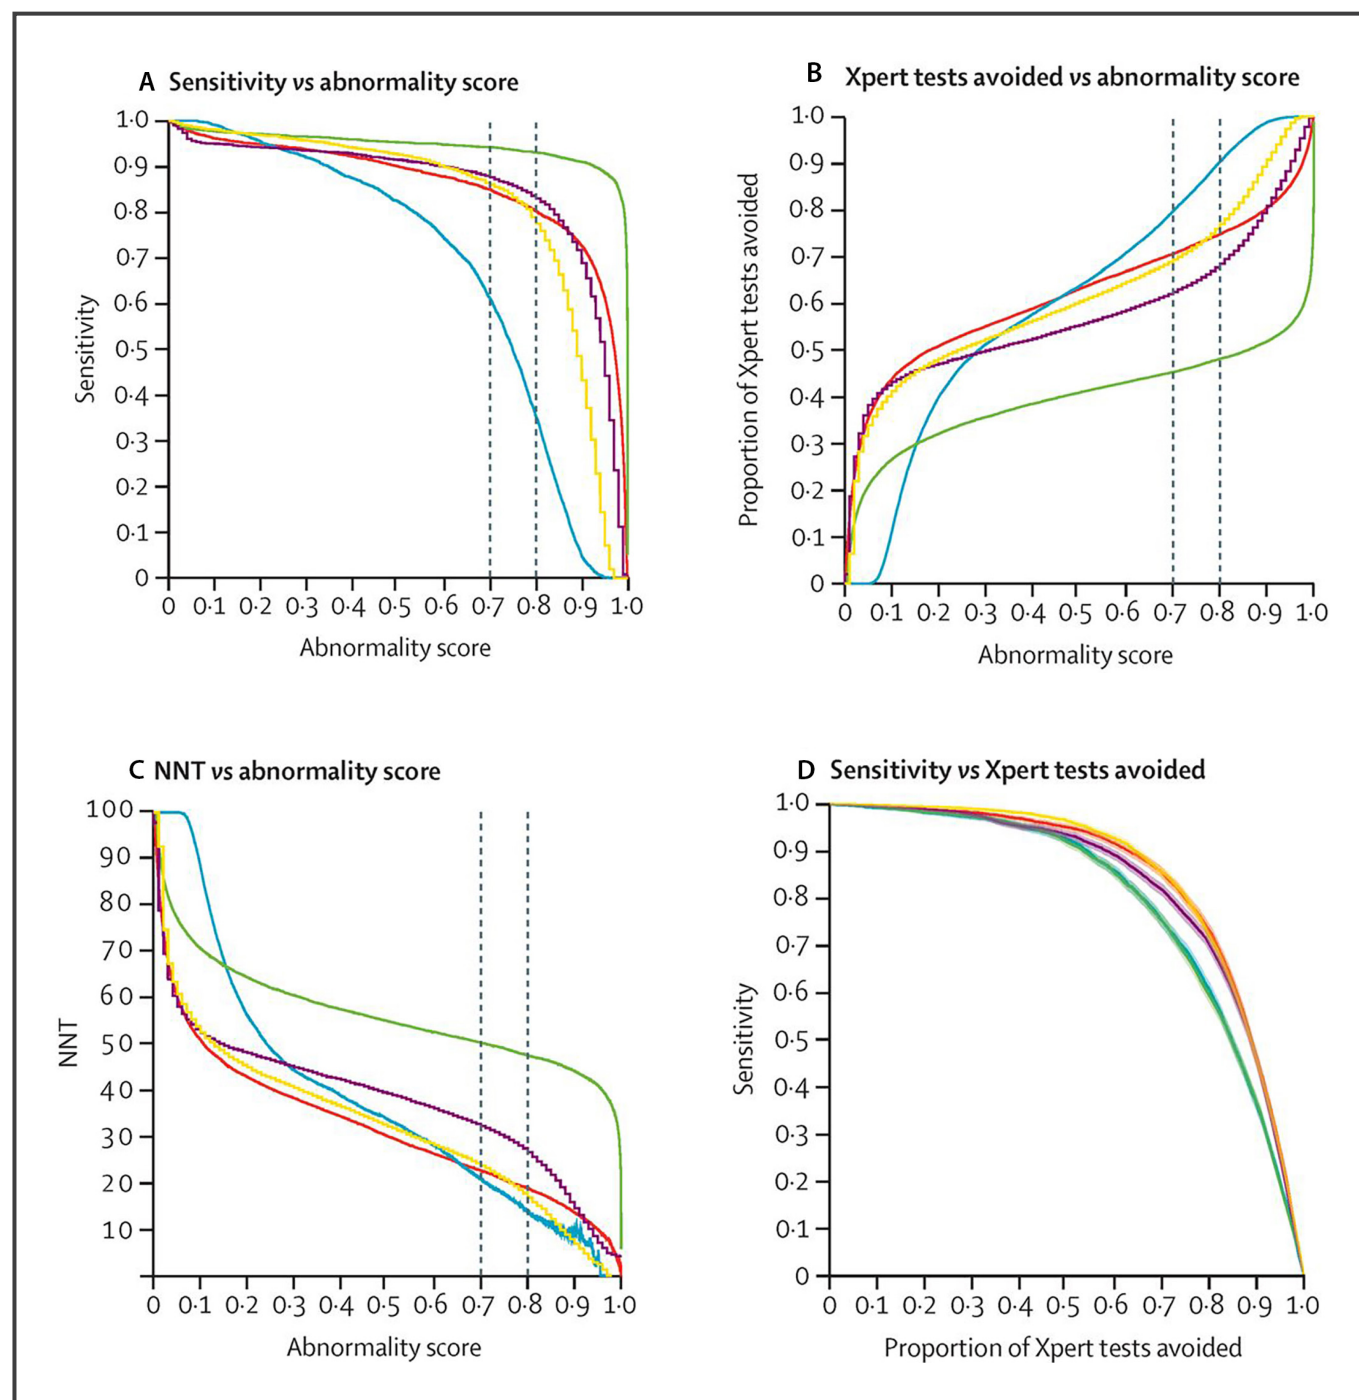 A Sensitivity vs abnormality score
1·0
0·9
0·8
0·7
0·6
0·5
0·4
0·3
0·2
0·1
0
Sensitivity
0 0·1 0·2 0·3 0·4 0·5 0·6 0·7 0·8 0·9 1·0
Abnormality score
B Xpert tests avoided vs abnormality score
1·0
0·9
0·8
0·7
0·6
0·5
0·4
0·3
0·2
0·1
0
Proportion of Xpert tests avoided
0 0·1 0·2 0·3 0·4 0·5 0·6 0·7 0·8 0·9 1·0
Abnormality score
C NNT vs abnormality score
100
90
80
70
60
50
40
30
20
10
NNT
0 0·1 0·2 0·3 0·4 0·5 0·6 0·7 0·8 0·9 1·0
Abnormality score
D Sensitivity vs Xpert tests avoided
1·0
0·9
0·8
0·7
0·6
0·5
0·4
0·3
0·2
0·1
0
Sensitivity
0 0·1 0·2 0·3 0·4 0·5 0·6 0·7 0·8 0·9 1·0
Proportion of Xpert tests avoided